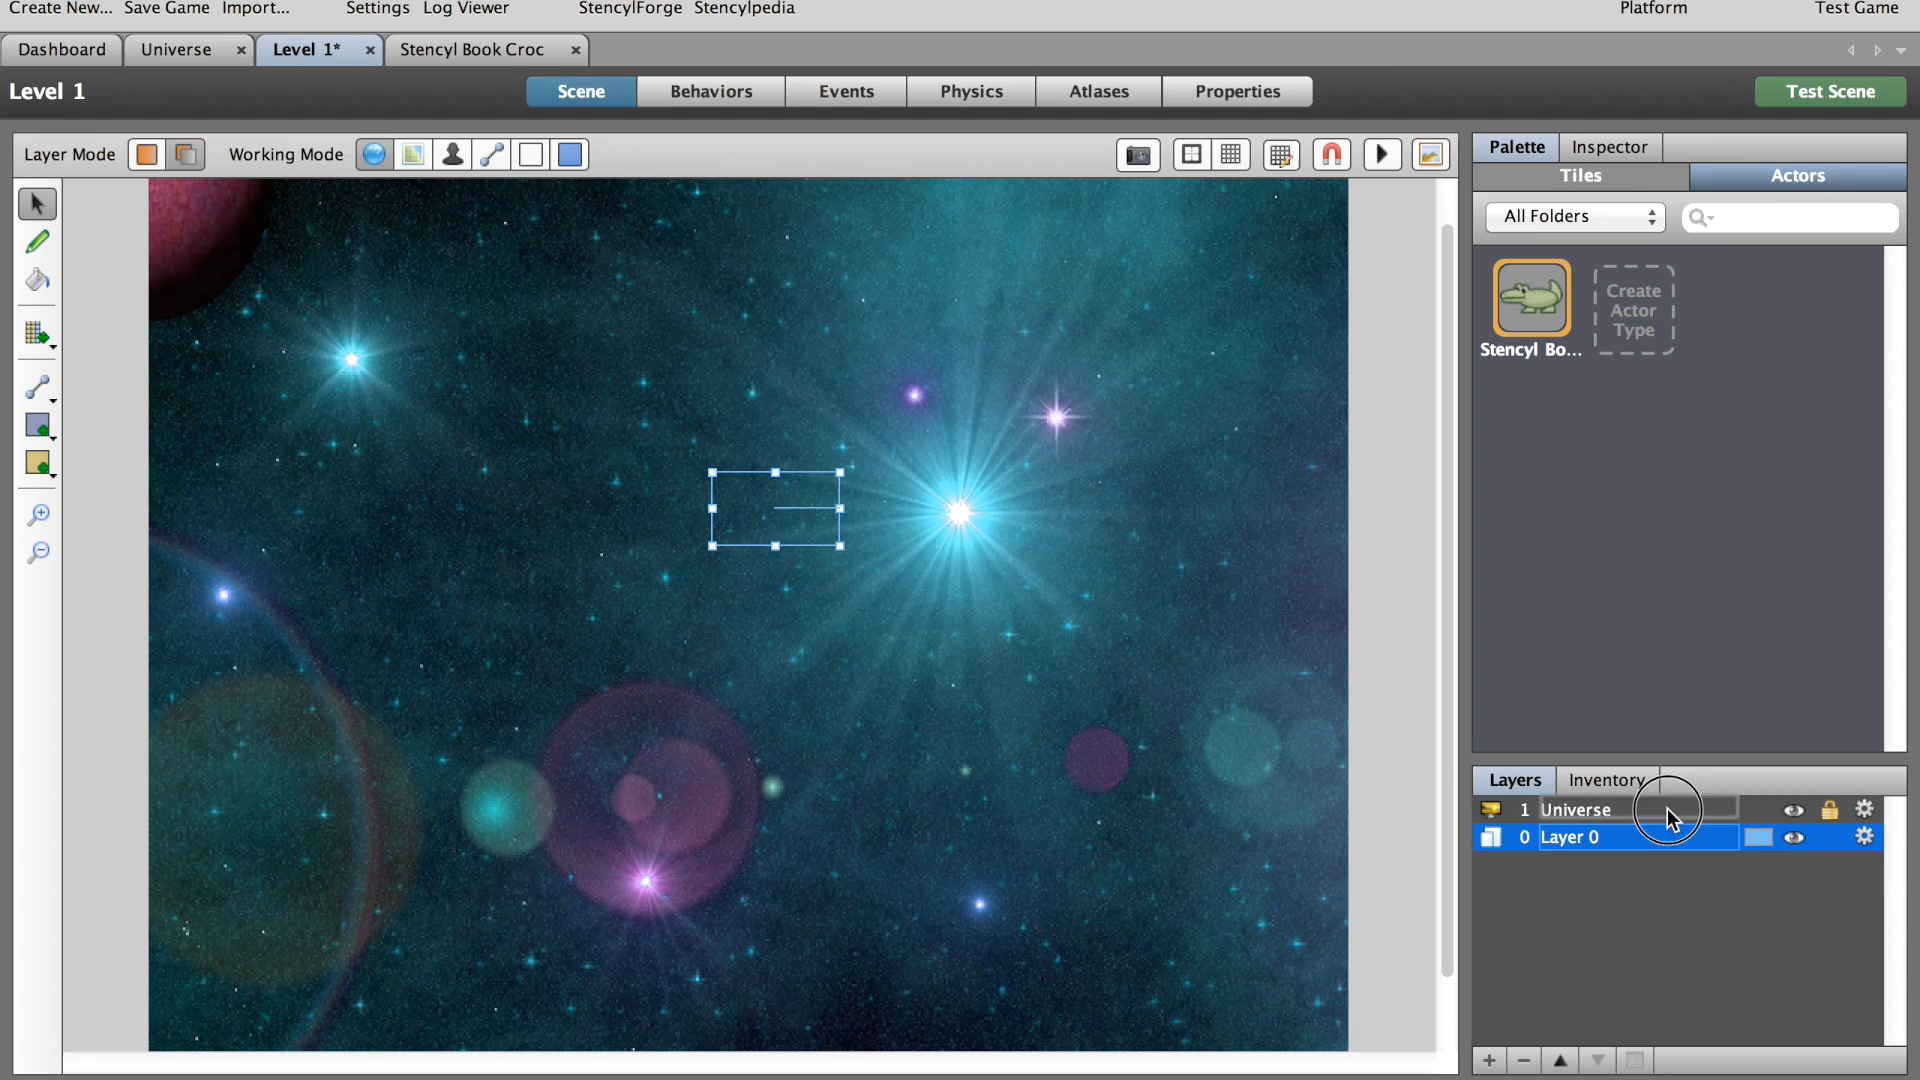 Create New... Save Game Import... Settings Log Viewer StencylForge Stencylpedia Platform Test Game
Dashboard Universe Level 1* Stencyl Book Croc
Level 1 Scene Behaviors Events Physics Atlases Properties Test Scene
Layer Mode Working Mode
Palette Inspector
Tiles Actors
All Folders
Create
Actor
Type
Stencyl Bo...
Layers Inventory
1 Universe
0 Layer 0